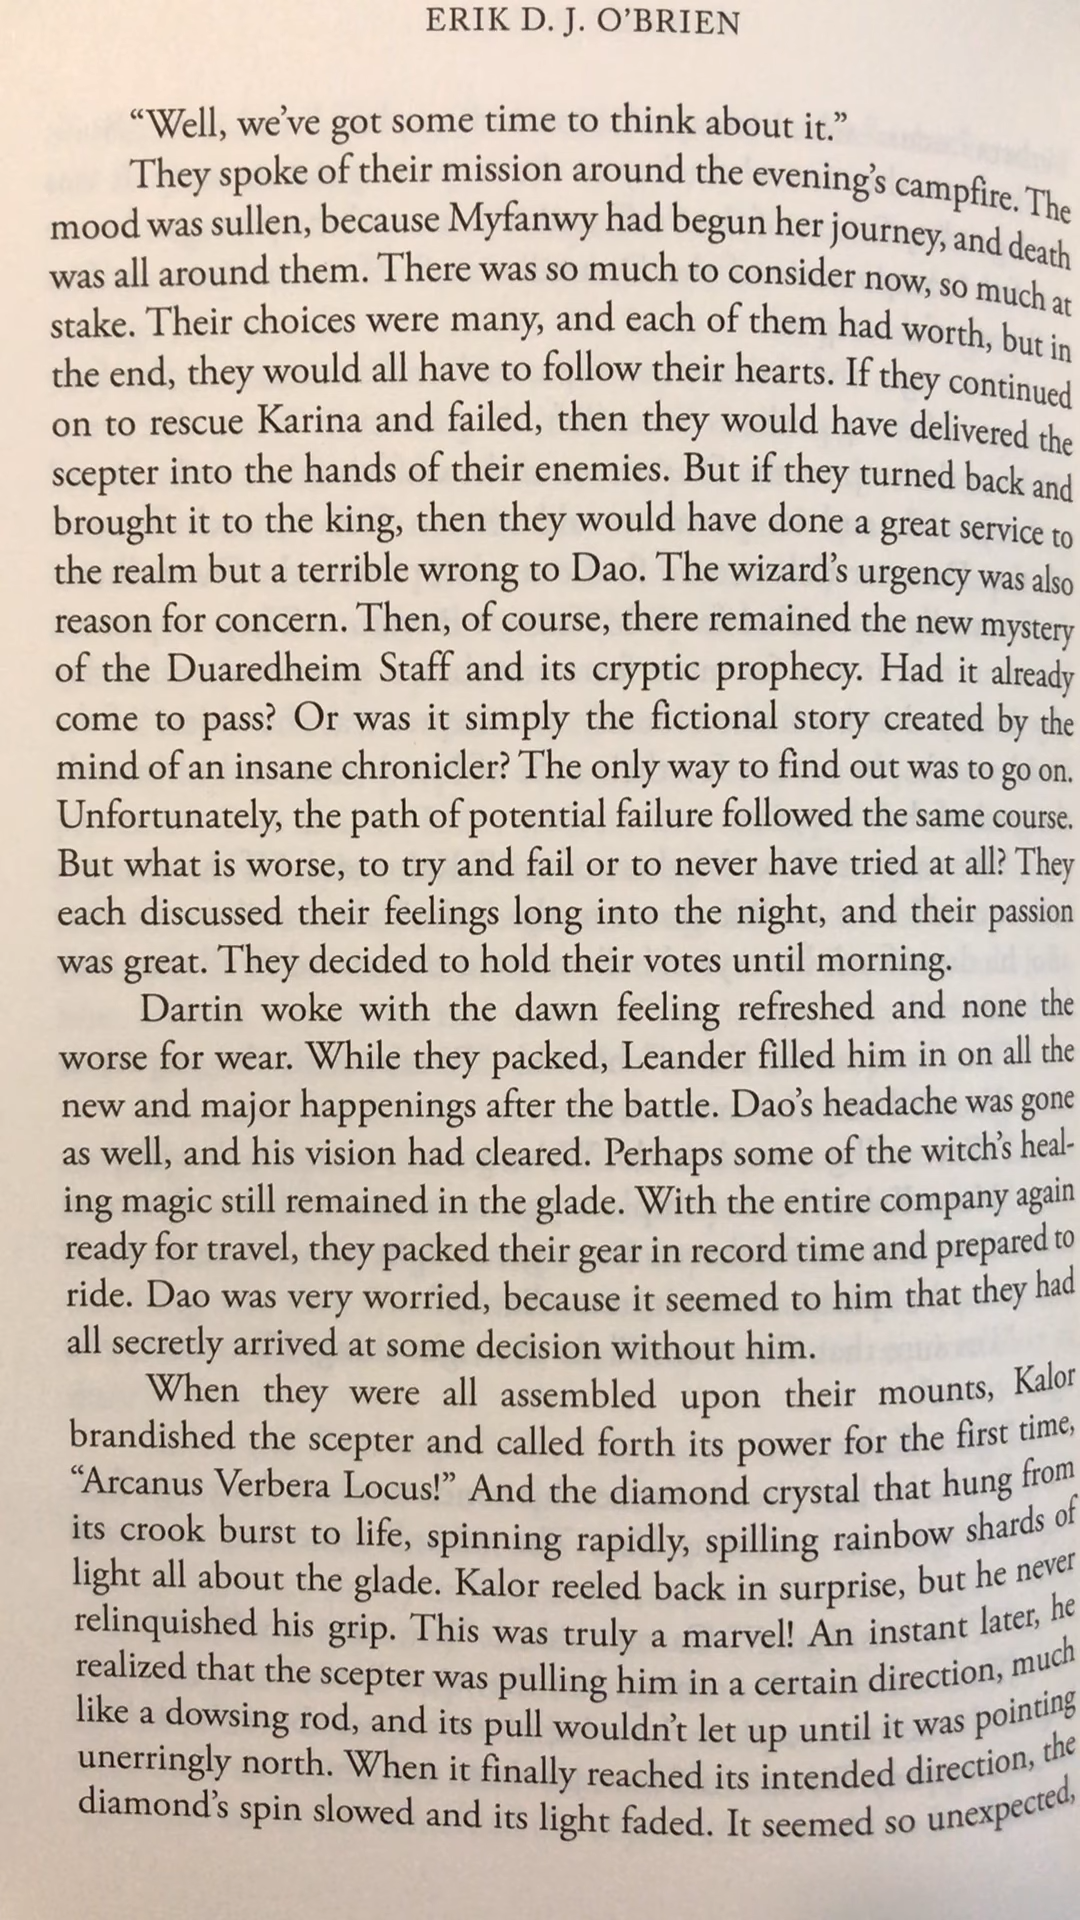 ERIK D. J. O’BRIEN
“Well, we’ve got some time to think about it.”
They spoke of their mission around the evening’s campfire. The
mood was sullen, because Myfanwy had begun her journey, and death
was all around them. There was so much to consider now, so much at
stake. Their choices were many, and each of them had worth, but in
the end, they would all have to follow their hearts. If they continued
on to rescue Karina and failed, then they would have delivered the
scepter into the hands of their enemies. But if they turned back and
brought it to the king, then they would have done a great service to
the realm but a terrible wrong to Dao. The wizard’s urgency was also
reason for concern. Then, of course, there remained the new mystery
of the Duaredheim Staff and its cryptic prophecy. Had it already
come to pass? Or was it simply the fictional story created by the
mind of an insane chronicler? The only way to find out was to go on.
Unfortunately, the path of potential failure followed the same course.
But what is worse, to try and fail or to never have tried at all? They
each discussed their feelings long into the night, and their passion
was great. They decided to hold their votes until morning.
Dartin woke with the dawn feeling refreshed and none the
worse for wear. While they packed, Leander filled him in on all the
new and major happenings after the battle. Dao’s headache was gone
as well, and his vision had cleared. Perhaps some of the witch’s heal-
ing magic still remained in the glade. With the entire company again
ready for travel, they packed their gear in record time and prepared to
ride. Dao was very worried, because it seemed to him that they had
all secretly arrived at some decision without him.
When they were all assembled upon their mounts, Kalor
brandished the scepter and called forth its power for the first time,
“Arcanus Verbera Locus!” And the diamond crystal that hung from
its crook burst to life, spinning rapidly, spilling rainbow shards of
light all about the glade. Kalor reeled back in surprise, but he never
relinquished his grip. This was truly a marvel! An instant later, he
realized that the scepter was pulling him in a certain direction, much
like a dowsing rod, and its pull wouldn’t let up until it was pointing
unerringly north. When it finally reached its intended direction, the
diamond’s spin slowed and its light faded. It seemed so unexpected,